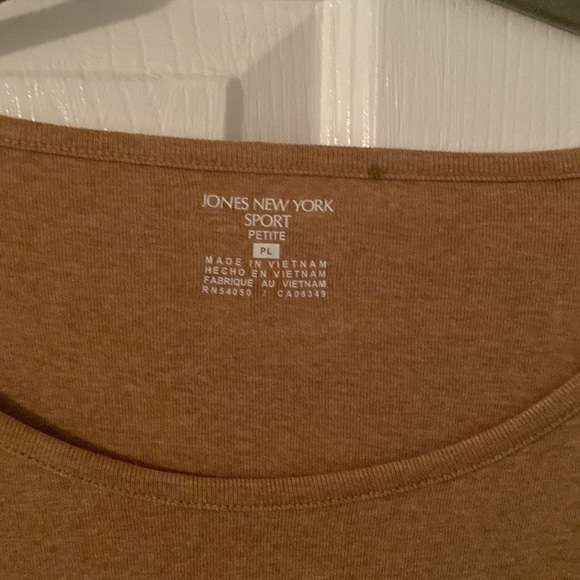 JONES NEW YORK
SPORT
PETITE
PL
MADE IN VIETNAM
HECHO EN VIETNAM
FABRIQUE AU VIETNAM
RN54050 / CA08349